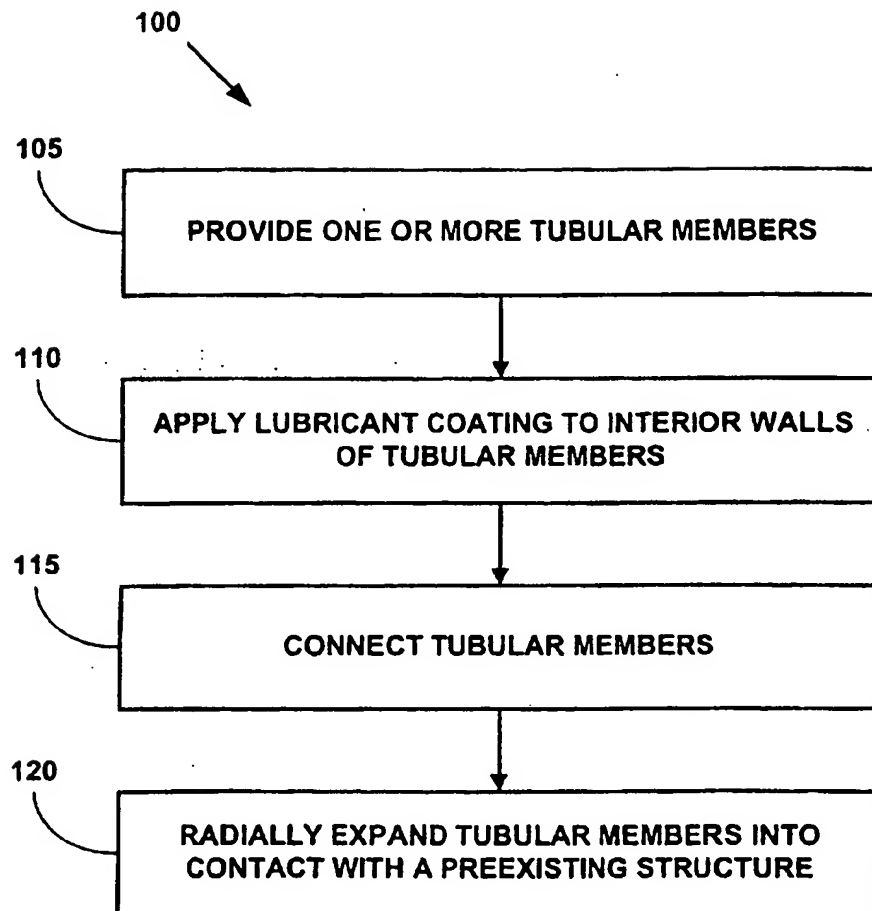 100
105
PROVIDE ONE OR MORE TUBULAR MEMBERS
110
APPLY LUBRICANT COATING TO INTERIOR WALLS
OF TUBULAR MEMBERS
115
CONNECT TUBULAR MEMBERS
120
RADIALLY EXPAND TUBULAR MEMBERS INTO
CONTACT WITH A PREEXISTING STRUCTURE